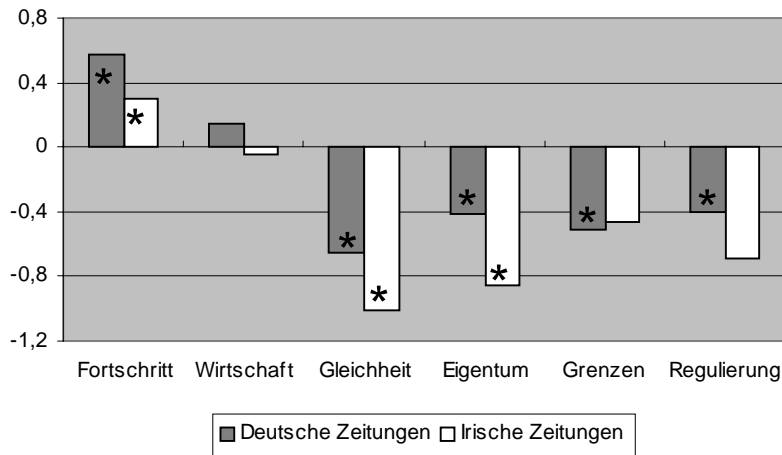 0,8
0,4
0
-0,4
-0,8
-1,2
* * * * * * * *
Fortschritt Wirtschaft Gleichheit Eigentum Grenzen Regulierung
Deutsche Zeitungen Irische Zeitungen